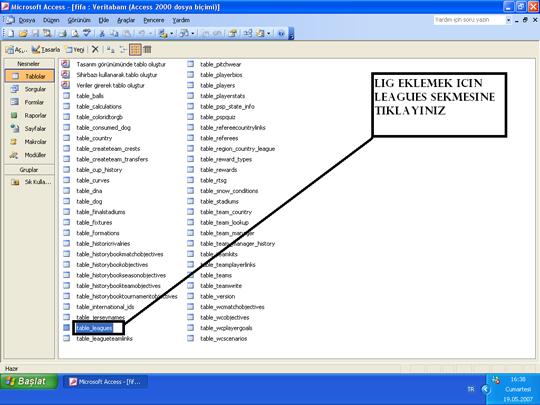 Microsoft Access - [fifa : Veritabanı (Access 2000 dosya biçimi)]
Dosya Düzen Görünüm Ekle Araçlar Pencere Yardım
Yardım için soru yazın
Aç... Tasarla Yeni
Nesneler
Tablolar
Sorgular
Formlar
Raporlar
Sayfalar
Makrolar
Modüller
Gruplar
Sık Kulla...
Tasarım görünümünde tablo oluştur
Sihirbazı kullanarak tablo oluştur
Veriler girerek tablo oluştur
table_balls
table_calculations
table_coloridtorgb
table_consumed_dog
table_country
table_createteam_crests
table_createteam_transfers
table_cup_history
table_curves
table_dna
table_dog
table_finalstadiums
table_fixtures
table_formations
table_historicrivalries
table_historybookmatchobjectives
table_historybookobjectives
table_historybookseasonobjectives
table_historybookteamobjectives
table_historybooktournamentobjectives
table_international_ids
table_jerseynames
table_leagues
table_leagueteamlinks
table_pitchwear
table_playerbios
table_players
table_playerstats
table_psp_state_info
table_pspquiz
table_refereecountrylinks
table_referees
table_region_country_league
table_reward_types
table_rewards
table_rtsg
table_snow_conditions
table_stadiums
table_team_country
table_team_lookup
table_team_manager
table_team_manager_history
table_teamkits
table_teamplayerlinks
table_teams
table_teamwrite
table_version
table_wcmatchobjectives
table_wcobjectives
table_wcplayergoals
table_wcscenarios
LIG EKLEMEK ICIN
LEAGUES SEKMESINE
TIKLAYINIZ
Hazır
Başlat
Microsoft Access - [fif...
TR
16:38
Cumartesi
19.05.2007